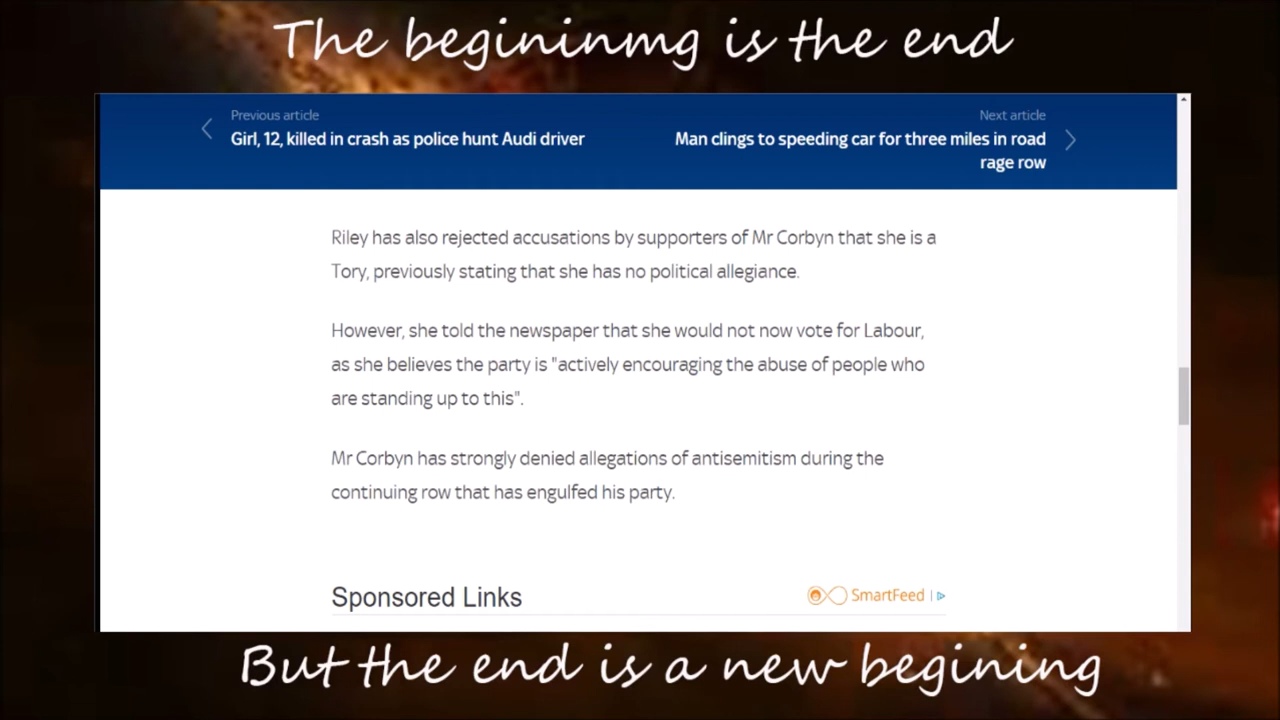 The begininmg is the end
Previous article
Girl, 12, killed in crash as police hunt Audi driver
Next article
Man clings to speeding car for three miles in road
rage row
Riley has also rejected accusations by supporters of Mr Corbyn that she is a
Tory, previously stating that she has no political allegiance.
However, she told the newspaper that she would not now vote for Labour,
as she believes the party is "actively encouraging the abuse of people who
are standing up to this".
Mr Corbyn has strongly denied allegations of antisemitism during the
continuing row that has engulfed his party.
Sponsored Links
SmartFeed
But the end is a new begining